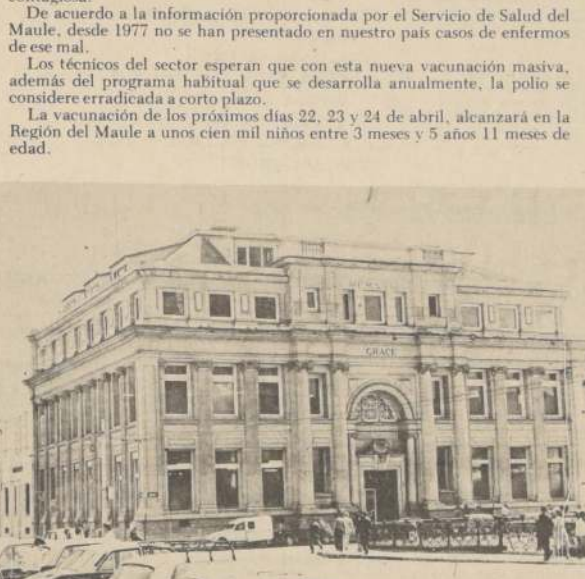 De acuerdo a la información proporcionada por el Servicio de Salud del
Maule, desde 1977 no se han presentado en nuestro país casos de enfermos
de ese mal.
Los técnicos del sector esperan que con esta nueva vacunación masiva,
además del programa habitual que se desarrolla anualmente, la polio se
considere erradicada a corto plazo.
La vacunación de los próximos días 22, 23 y 24 de abril, alcanzará en la
Región del Maule a unos cien mil niños entre 3 meses y 5 años 11 meses de
edad.
GRACE